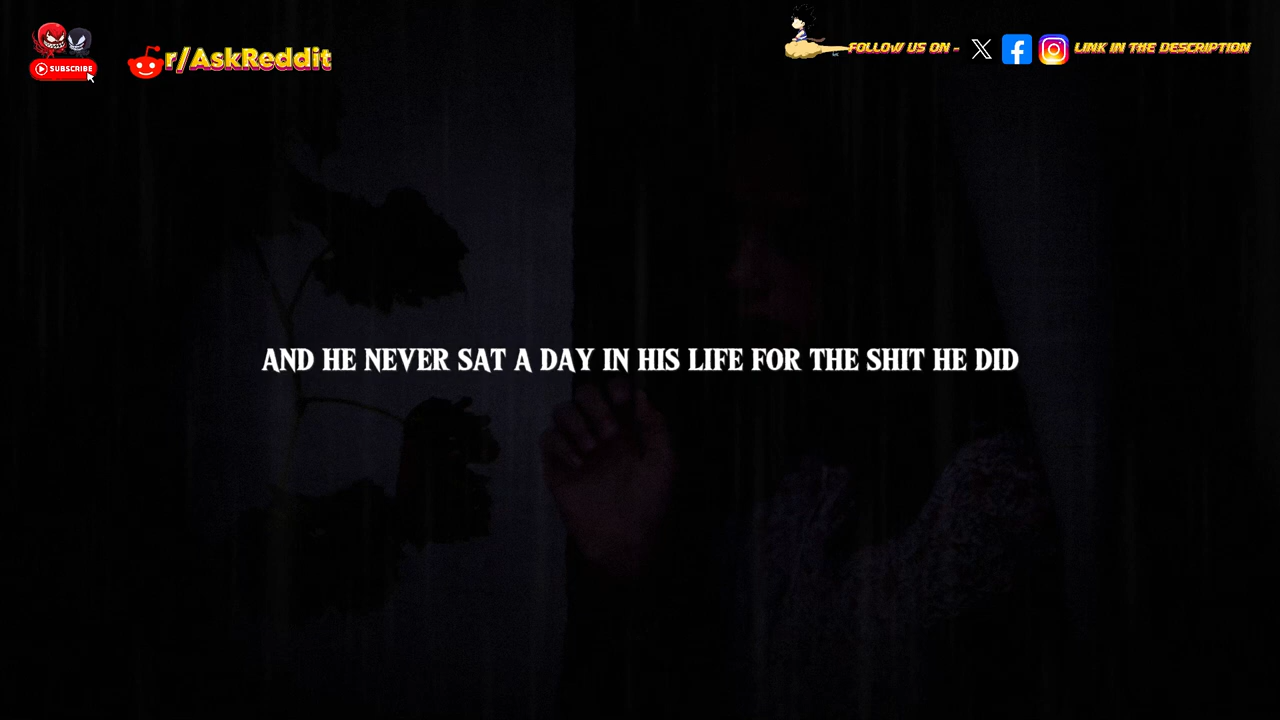 SUBSCRIBE
r/AskReddit
FOLLOW US ON -
LINK IN THE DESCRIPTION
AND HE NEVER SAT A DAY IN HIS LIFE FOR THE SHIT HE DID